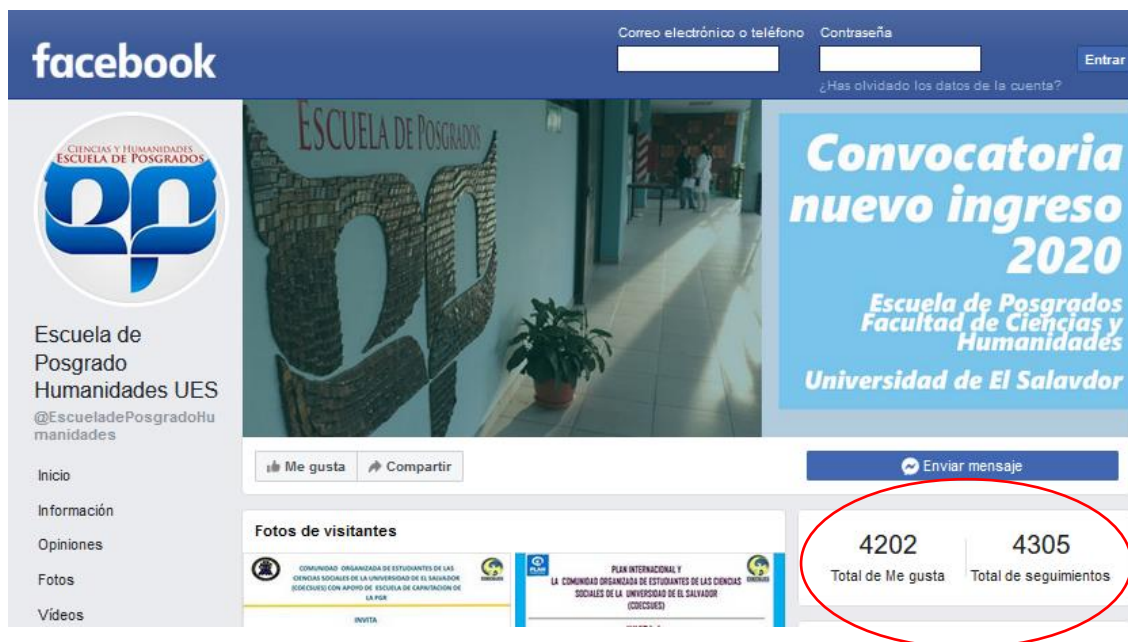 facebook
Correo electrónico o teléfono
Contraseña
Entrar
¿Has olvidado los datos de la cuenta?
CIENCIAS Y HUMANIDADES
ESCUELA DE POSGRADOS
ESCUELA DE POSGRADOS
Convocatoria
nuevo ingreso
2020
Escuela de Posgrados
Facultad de Ciencias y
Humanidades
Universidad de El Salavdor
Escuela de
Posgrado
Humanidades UES
@EscueladePosgradoHu
manidades
Inicio
Información
Opiniones
Fotos
Vídeos
Me gusta
Compartir
Enviar mensaje
Fotos de visitantes
COMUNIDAD ORGANIZADA DE ESTUDIANTES DE LAS
CIENCIAS SOCIALES DE LA UNIVERSIDAD DE EL SALVADOR
(COECSUES) CON APOYO DE ESCUELA DE CAPACITACION DE
LA PGR
INVITA
PLAN
PLAN INTERNACIONAL Y
LA COMUNIDAD ORGANIZADA DE ESTUDIANTES DE LAS CIENCIAS
SOCIALES DE LA UNIVERSIDAD DE EL SALVADOR
(COECSUES)
4202
Total de Me gusta
4305
Total de seguimientos